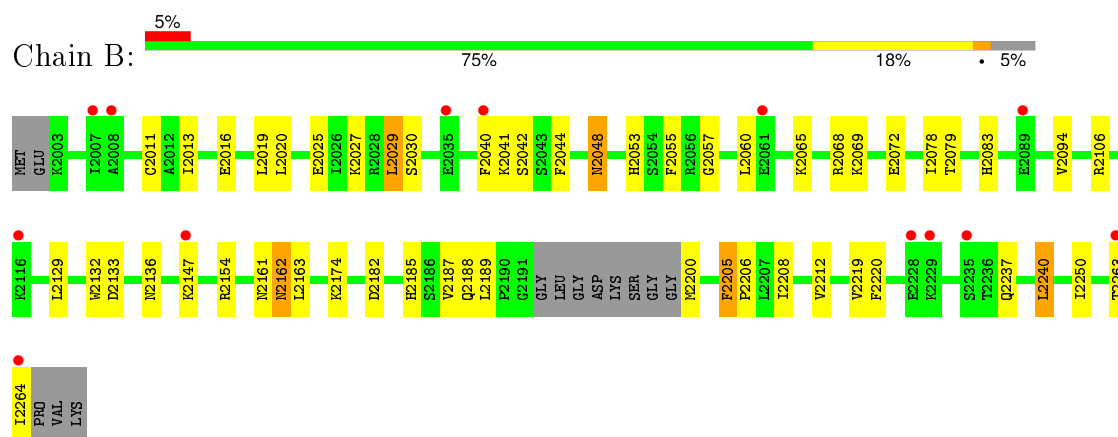 5%
Chain B:
75% 18% • 5%
MET GLU K2003 I2007 A2008 C2011 A2012 I2013 E2016 L2019 L2020 E2025 I2026 K2027 R2028 L2029 S2030 E2035 F2040 K2041 S2042 S2043 F2044 N2048 H2053 S2054 F2055 R2056 G2057 L2060 E2061 K2065 R2068 K2069 E2072 I2078 T2079 H2083 E2089 V2094 R2106
K2116 L2129 W2132 D2133 N2136 K2147 R2154 N2161 N2162 L2163 K2174 D2182 H2185 S2186 V2187 Q2188 L2189 P2190 G2191 GLY LEU GLY ASP LYS SER GLY GLY M2200 F2205 P2206 L2207 I2208 V2212 V2219 F2220 E2228 K2229 S2235 T2236 Q2237 L2240 I2250 T2263
I2264 PRO VAL LYS